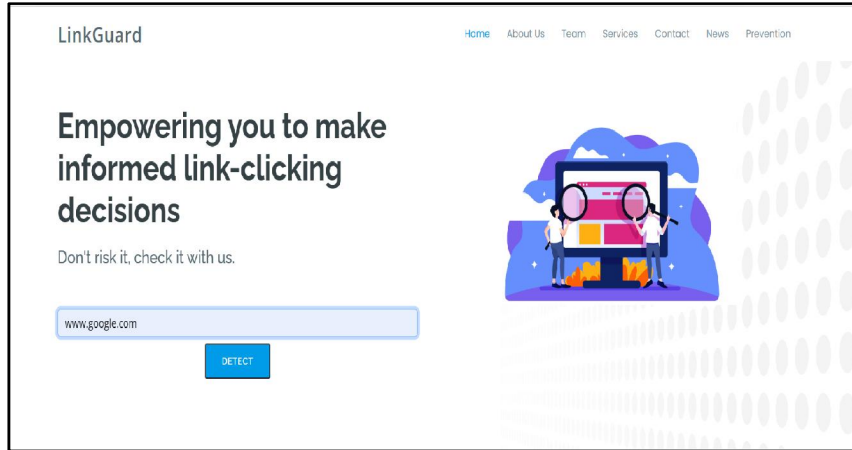 LinkGuard
Home About Us Team Services Contact News Prevention
Empowering you to make
informed link-clicking
decisions
Don't risk it, check it with us.
www.google.com
DETECT